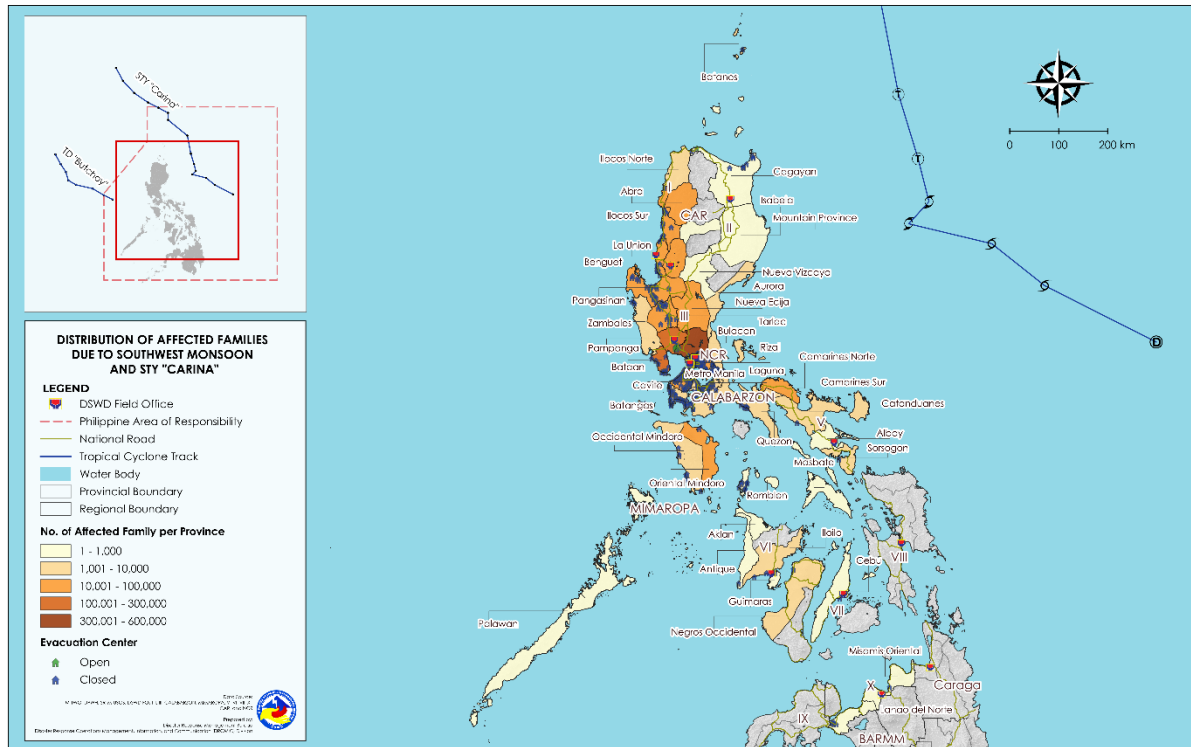 STY "Carina"
TD "Butchoy"
DISTRIBUTION OF AFFECTED FAMILIES
DUE TO SOUTHWEST MONSOON
AND STY "CARINA"
LEGEND
DSWD Field Office
Philippine Area of Responsibility
National Road
Tropical Cyclone Track
Water Body
Provincial Boundary
Regional Boundary
No. of Affected Family per Province
1 - 1,000
1,001 - 10,000
10,001 - 100,000
100,001 - 300,000
300,001 - 600,000
Evacuation Center
Open
Closed
Batanes
0 100 200 km
T
T
D
Ilocos Norte
I
Cagayan
Abra
Isabela
CAR
Mountain Province
Ilocos Sur
II
La Union
Benguet
Nueva Vizcaya
Aurora
Pangasinan
Nueva Ecija
III
Zambales
Tarlac
Bulacan
Pampanga
Rizal
NCR
Bataan
Metro Manila
Laguna
Camarines Norte
Cavite
Camarines Sur
CALABARZON
Catanduanes
Batangas
V
Albay
Occidental Mindoro
Quezon
Sorsogon
Masbate
Oriental Mindoro
Romblon
MIMAROPA
Aklan
VI
Iloilo
VIII
Antique
Cebu
Guimaras
VII
Palawan
Negros Occidental
Misamis Oriental
X
Caraga
Lanao del Norte
IX
BARMM